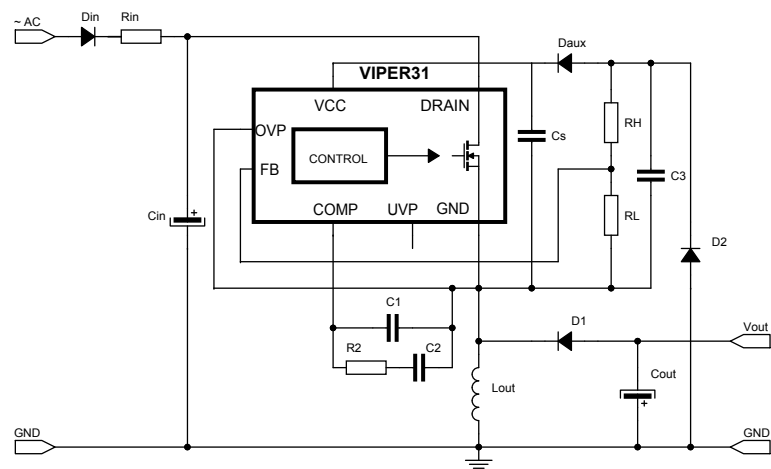 ~ AC
Din
Rin
Daux
VIPER31
VCC
DRAIN
OVP
CONTROL
FB
Cs
RH
C3
RL
COMP
UVP
GND
Cin
+
D2
C1
R2
C2
D1
Vout
Lout
Cout
+
GND
GND